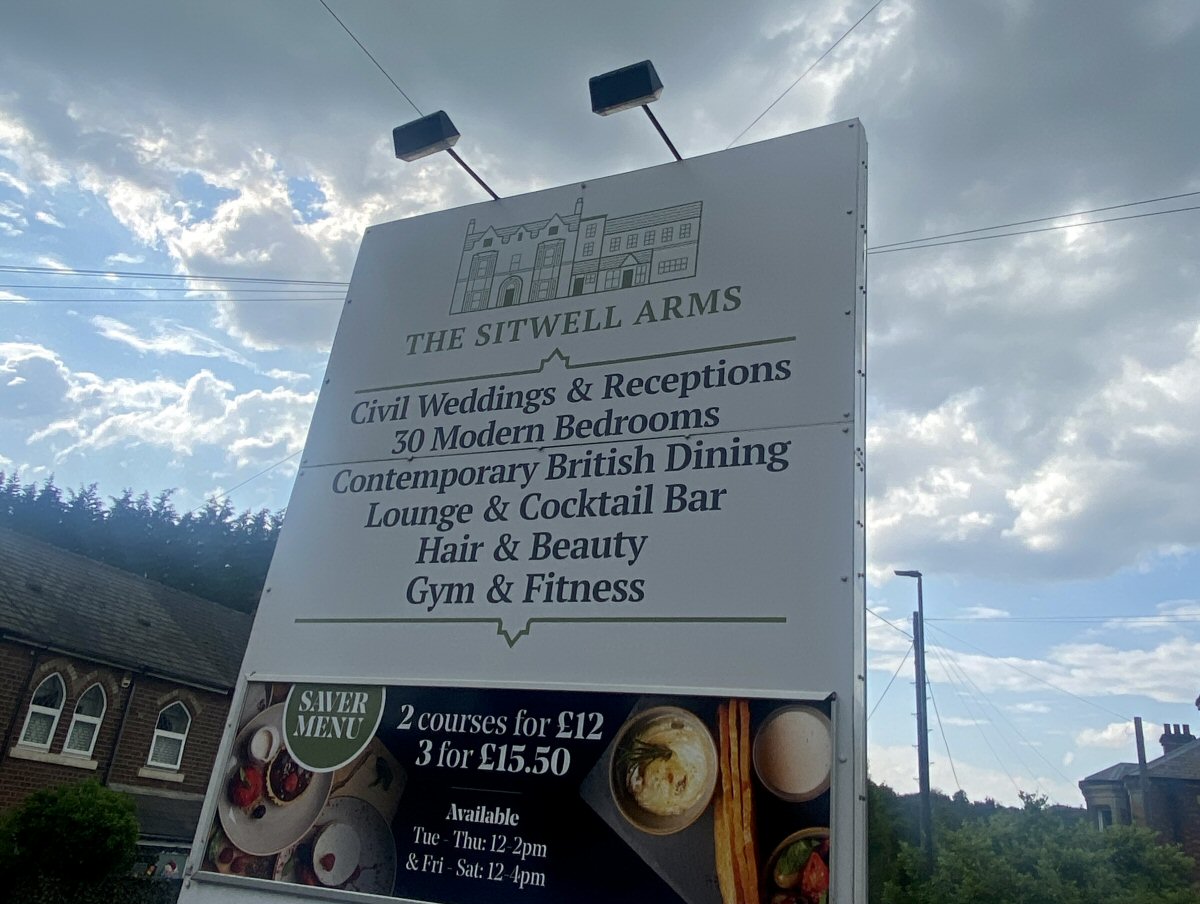 THE SITWELL ARMS
Civil Weddings & Receptions
30 Modern Bedrooms
Contemporary British Dining
Lounge & Cocktail Bar
Hair & Beauty
Gym & Fitness
SAVER
MENU
2 courses for £12
3 for £15.50
Available
Tue - Thu: 12-2pm
& Fri - Sat: 12-4pm